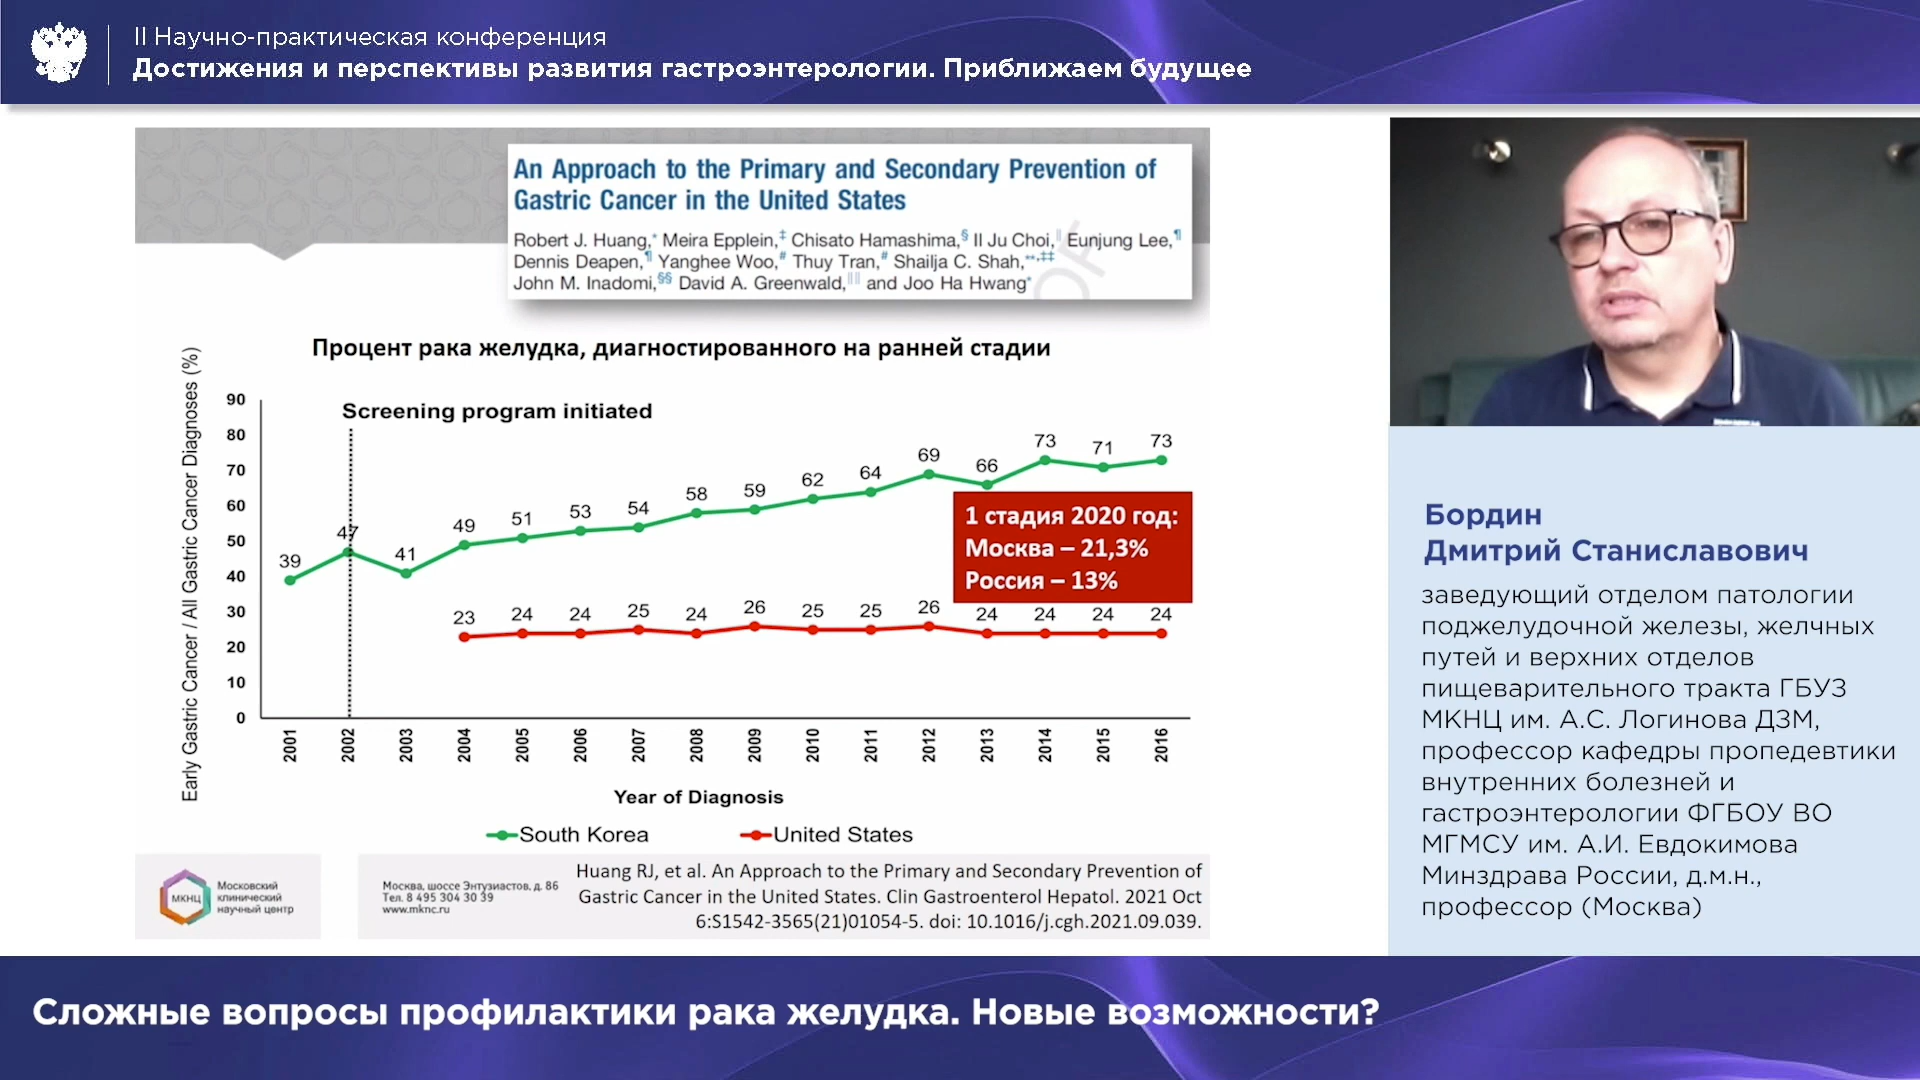 II Научно-практическая конференция
Достижения и перспективы развития гастроэнтерологии. Приближаем будущее
An Approach to the Primary and Secondary Prevention of
Gastric Cancer in the United States
Robert J. Huang,* Meira Epplein,‡ Chisato Hamashima,§ Il Ju Choi,‖ Eunjung Lee,¶
Dennis Deapen,¶ Yanghee Woo,# Thuy Tran,# Shailja C. Shah,**,‡‡
John M. Inadomi,§§ David A. Greenwald,‖‖ and Joo Ha Hwang*
Процент рака желудка, диагностированного на ранней стадии
Early Gastric Cancer / All Gastric Cancer Diagnoses (%)
90
80
70
60
50
40
30
20
10
0
Screening program initiated
39
47
41
49
51
53
54
58
59
62
64
69
66
73
71
73
1 стадия 2020 год:
Москва – 21,3%
Россия – 13%
23
24
24
25
24
26
25
25
26
24
24
24
24
2001
2002
2003
2004
2005
2006
2007
2008
2009
2010
2011
2012
2013
2014
2015
2016
Year of Diagnosis
South Korea
United States
МКНЦ
Московский
клинический
научный центр
Москва, шоссе Энтузиастов, д. 86
Тел. 8 495 304 30 39
www.mknc.ru
Huang RJ, et al. An Approach to the Primary and Secondary Prevention of
Gastric Cancer in the United States. Clin Gastroenterol Hepatol. 2021 Oct
6:S1542-3565(21)01054-5. doi: 10.1016/j.cgh.2021.09.039.
Бордин
Дмитрий Станиславович
заведующий отделом патологии
поджелудочной железы, желчных
путей и верхних отделов
пищеварительного тракта ГБУЗ
МКНЦ им. А.С. Логинова ДЗМ,
профессор кафедры пропедевтики
внутренних болезней и
гастроэнтерологии ФГБОУ ВО
МГМСУ им. А.И. Евдокимова
Минздрава России, д.м.н.,
профессор (Москва)
Сложные вопросы профилактики рака желудка. Новые возможности?